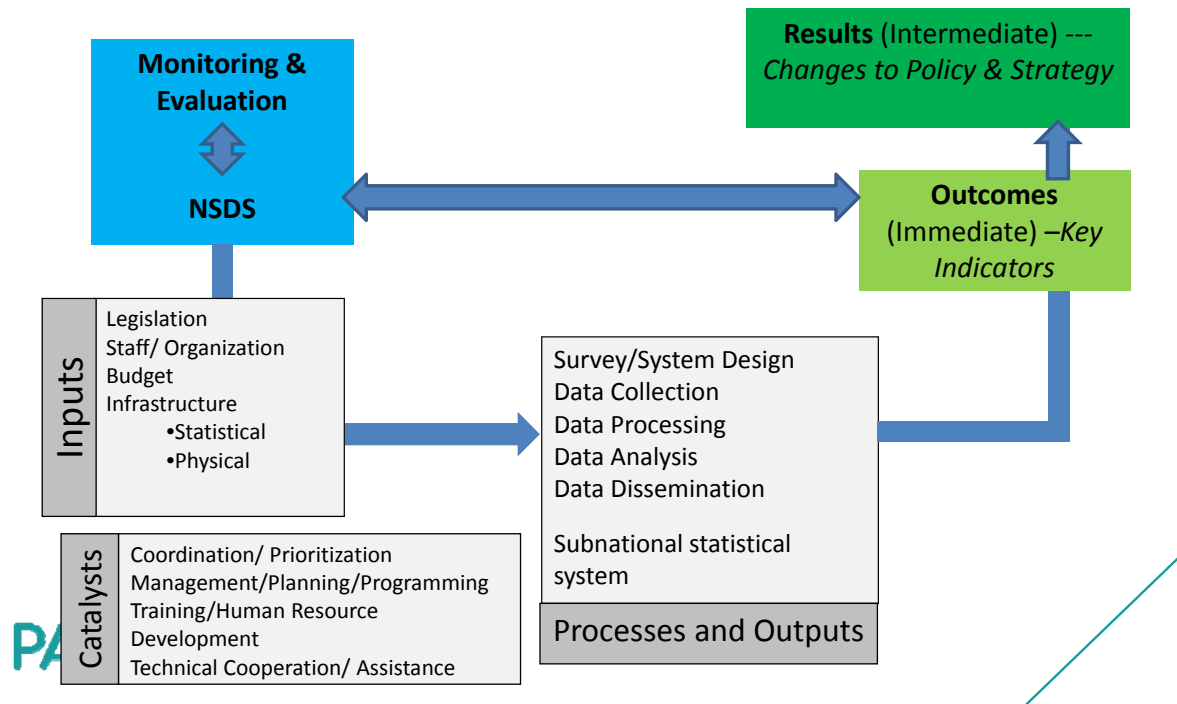 Monitoring &
Evaluation
NSDS
Results (Intermediate) ---
Changes to Policy & Strategy
Outcomes
(Immediate) –Key
Indicators
Inputs
Legislation
Staff/ Organization
Budget
Infrastructure
•Statistical
•Physical
Catalysts
Coordination/ Prioritization
Management/Planning/Programming
Training/Human Resource
Development
Technical Cooperation/ Assistance
Survey/System Design
Data Collection
Data Processing
Data Analysis
Data Dissemination
Subnational statistical
system
Processes and Outputs